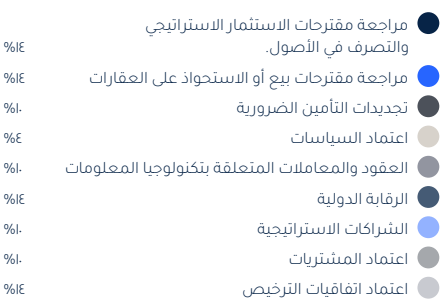 مراجعة مقترحات الاستثمار الاستراتيجي
والتصرف في الأصول. ١٤%
مراجعة مقترحات بيع أو الاستحواذ على العقارات ١٤%
تجديدات التأمين الضرورية ١٠%
اعتماد السياسات ٤%
العقود والمعاملات المتعلقة بتكنولوجيا المعلومات ١٠%
الرقابة الدولية ١٤%
الشراكات الاستراتيجية ١٠%
اعتماد المشتريات ١٠%
اعتماد اتفاقيات الترخيص ١٤%